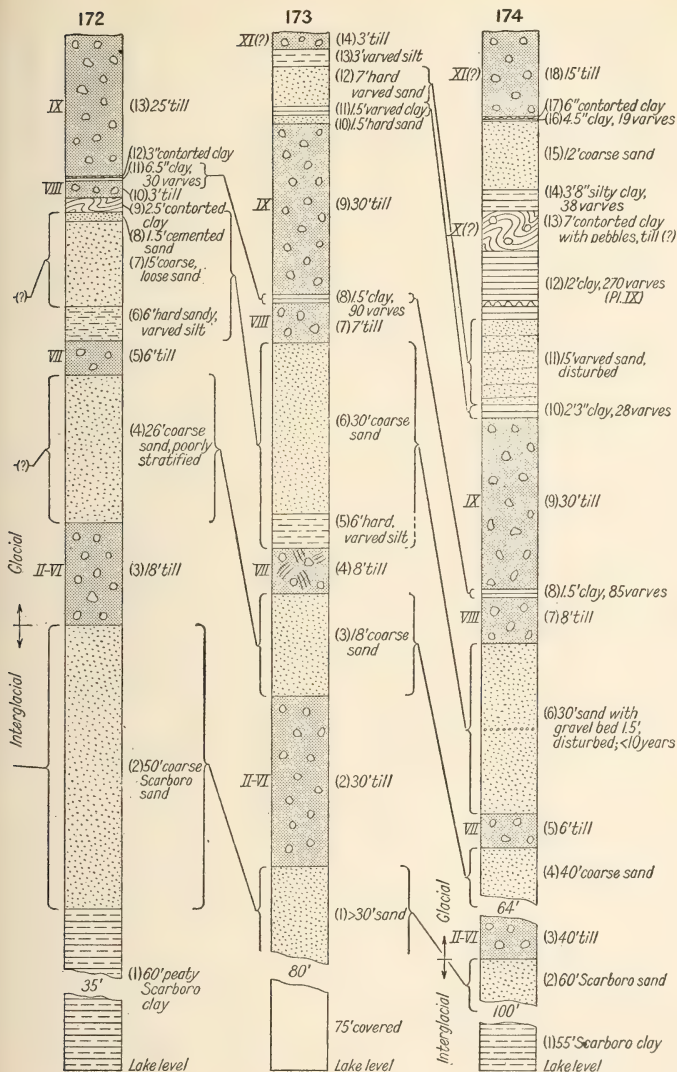 172
IX
(13) 25' till
(12) 3" contorted clay
(11) 6.5" clay,
30 varves
VIII
(10) 3' till
(9) 2.5' contorted
clay
(8) 1.5' cemented
sand
(7) 15' coarse,
loose sand
(?)
(6) 6' hard sandy,
varved silt
VII
(5) 6' till
(4) 26' coarse
sand, poorly
stratified
(?)
II-VI
(3) 18' till
Glacial
Interglacial
(2) 50' coarse
Scarboro
sand
(1) 60' peaty
Scarboro
clay
35'
Lake level
173
XI(?)
(14) 3' till
(13) 3' varved silt
(12) 7' hard
varved sand
(11) 1.5' varved clay
(10) 1.5' hard sand
IX
(9) 30' till
(8) 1.5' clay,
90 varves
VIII
(7) 7' till
(6) 30' coarse
sand
(5) 6' hard,
varved silt
VII
(4) 8' till
(3) 18' coarse
sand
II-VI
(2) 30' till
(1) >30' sand
80'
75' covered
Lake level
174
XI(?)
(18) 15' till
(17) 6" contorted clay
(16) 4.5" clay, 19 varves
(15) 12' coarse sand
(14) 3'8" silty clay,
38 varves
X(?)
(13) 7' contorted clay
with pebbles, till (?)
(12) 12' clay, 270 varves
(Pl. IX)
(11) 15' varved sand,
disturbed
(10) 2'3" clay, 28 varves
IX
(9) 30' till
(8) 1.5' clay, 85 varves
VIII
(7) 8' till
(6) 30' sand with
gravel bed 1.5',
disturbed; <10 years
VII
(5) 6' till
(4) 40' coarse sand
64'
Glacial
II-VI
(3) 40' till
Interglacial
(2) 60' Scarboro sand
100'
(1) 55' Scarboro clay
Lake level